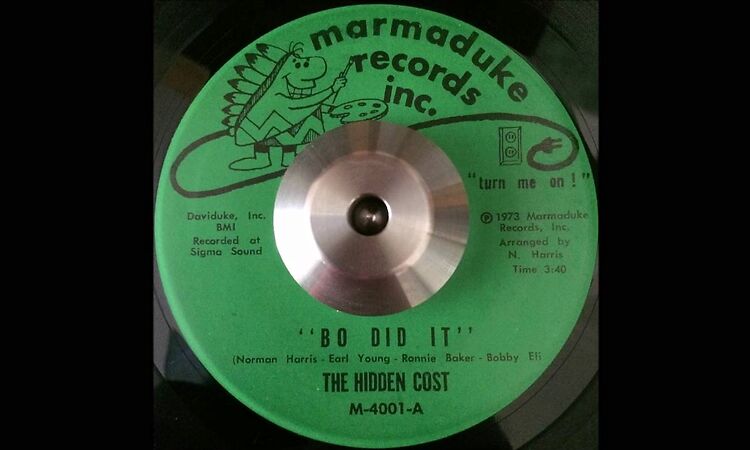 marmaduke
records
inc.
"turn me on!"
Daviduke, Inc.
BMI
Recorded at
Sigma Sound
Ⓟ 1973 Marmaduke
Records, Inc.
Arranged by
N. Harris
Time 3:40
"BO DID IT"
(Norman Harris - Earl Young - Ronnie Baker - Bobby Eli
THE HIDDEN COST
M-4001-A